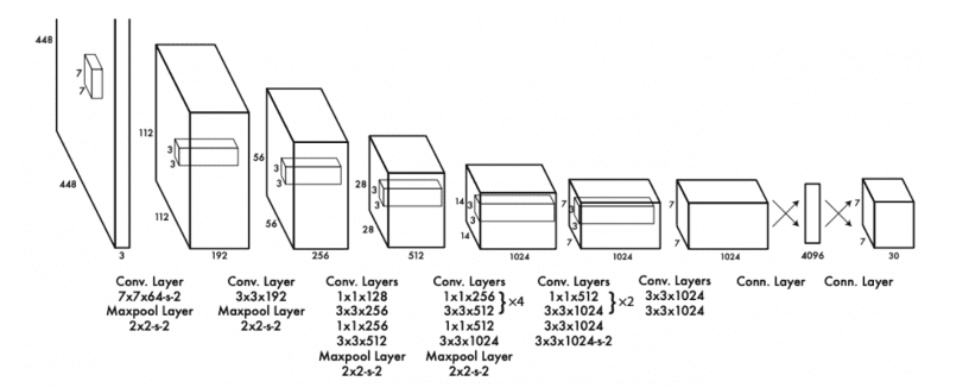 448
7
7
448
3
112
3
3
112
192
56
3
3
56
256
28
3
3
28
512
14
3
3
14
1024
7
3
3
7
1024
7
7
1024
4096
7
7
30
Conv. Layer
7x7x64-s-2
Maxpool Layer
2x2-s-2
Conv. Layer
3x3x192
Maxpool Layer
2x2-s-2
Conv. Layers
1x1x128
3x3x256
1x1x256
3x3x512
Maxpool Layer
2x2-s-2
Conv. Layers
1x1x256
3x3x512
}×4
1x1x512
3x3x1024
Maxpool Layer
2x2-s-2
Conv. Layers
1x1x512
3x3x1024
}×2
3x3x1024
3x3x1024-s-2
Conv. Layers
3x3x1024
3x3x1024
Conn. Layer
Conn. Layer